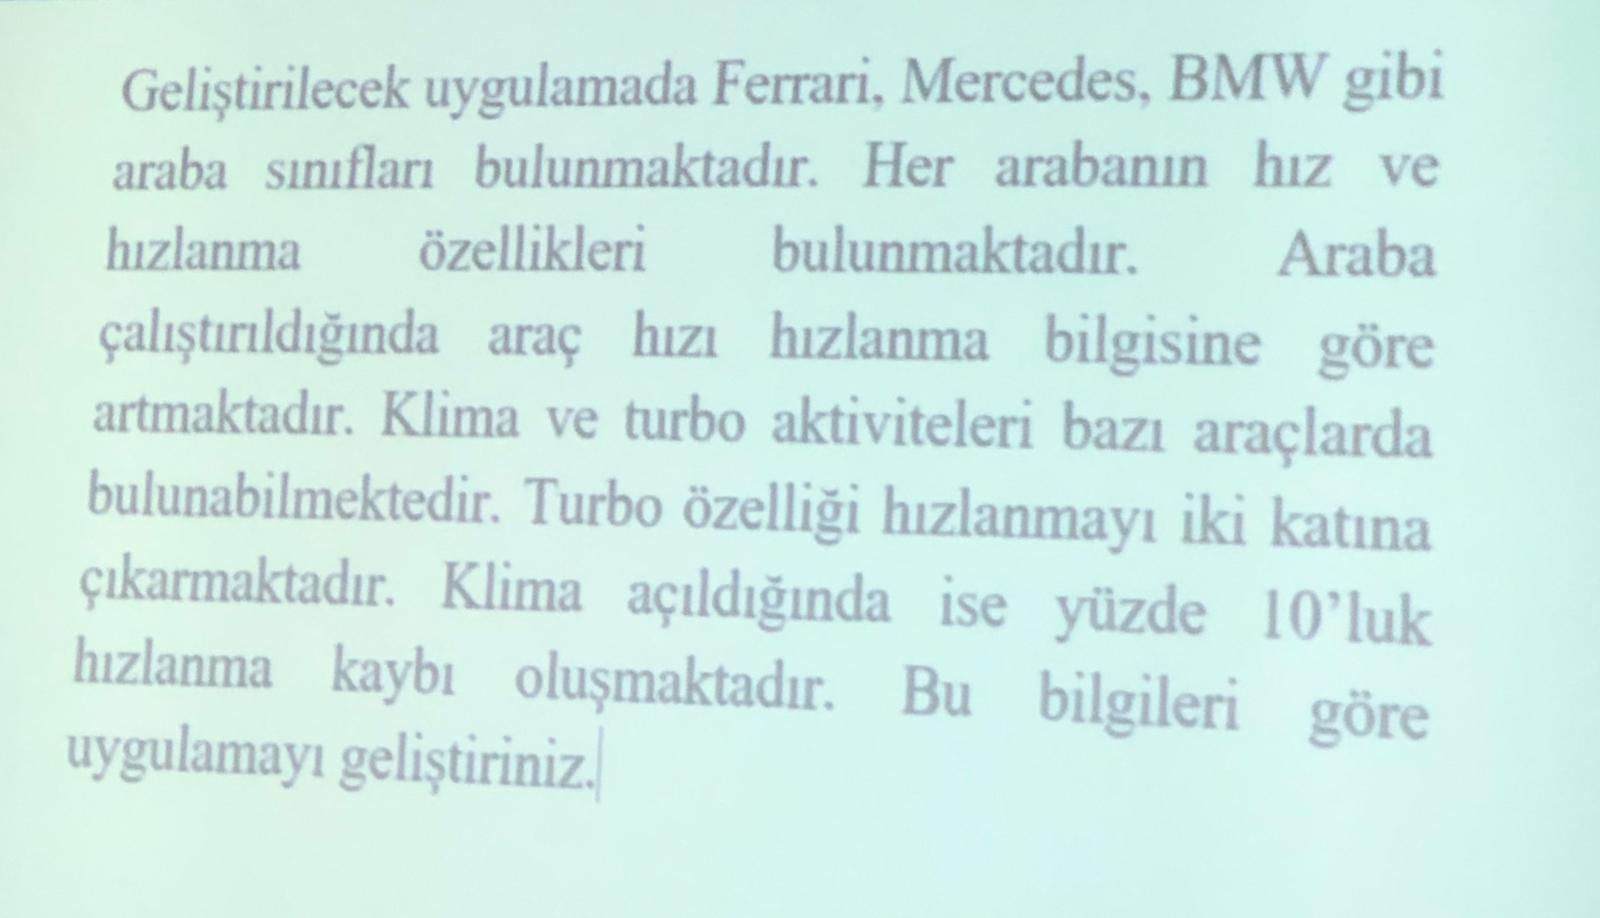 Geliştirilecek uygulamada Ferrari, Mercedes, BMW gibi
araba sınıfları bulunmaktadır. Her arabanın hız ve
hızlanma özellikleri bulunmaktadır. Araba
çalıştırıldığında araç hızı hızlanma bilgisine göre
artmaktadır. Klima ve turbo aktiviteleri bazı araçlarda
bulunabilmektedir. Turbo özelliği hızlanmayı iki katına
çıkarmaktadır. Klima açıldığında ise yüzde 10’luk
hızlanma kaybı oluşmaktadır. Bu bilgileri göre
uygulamayı geliştiriniz.